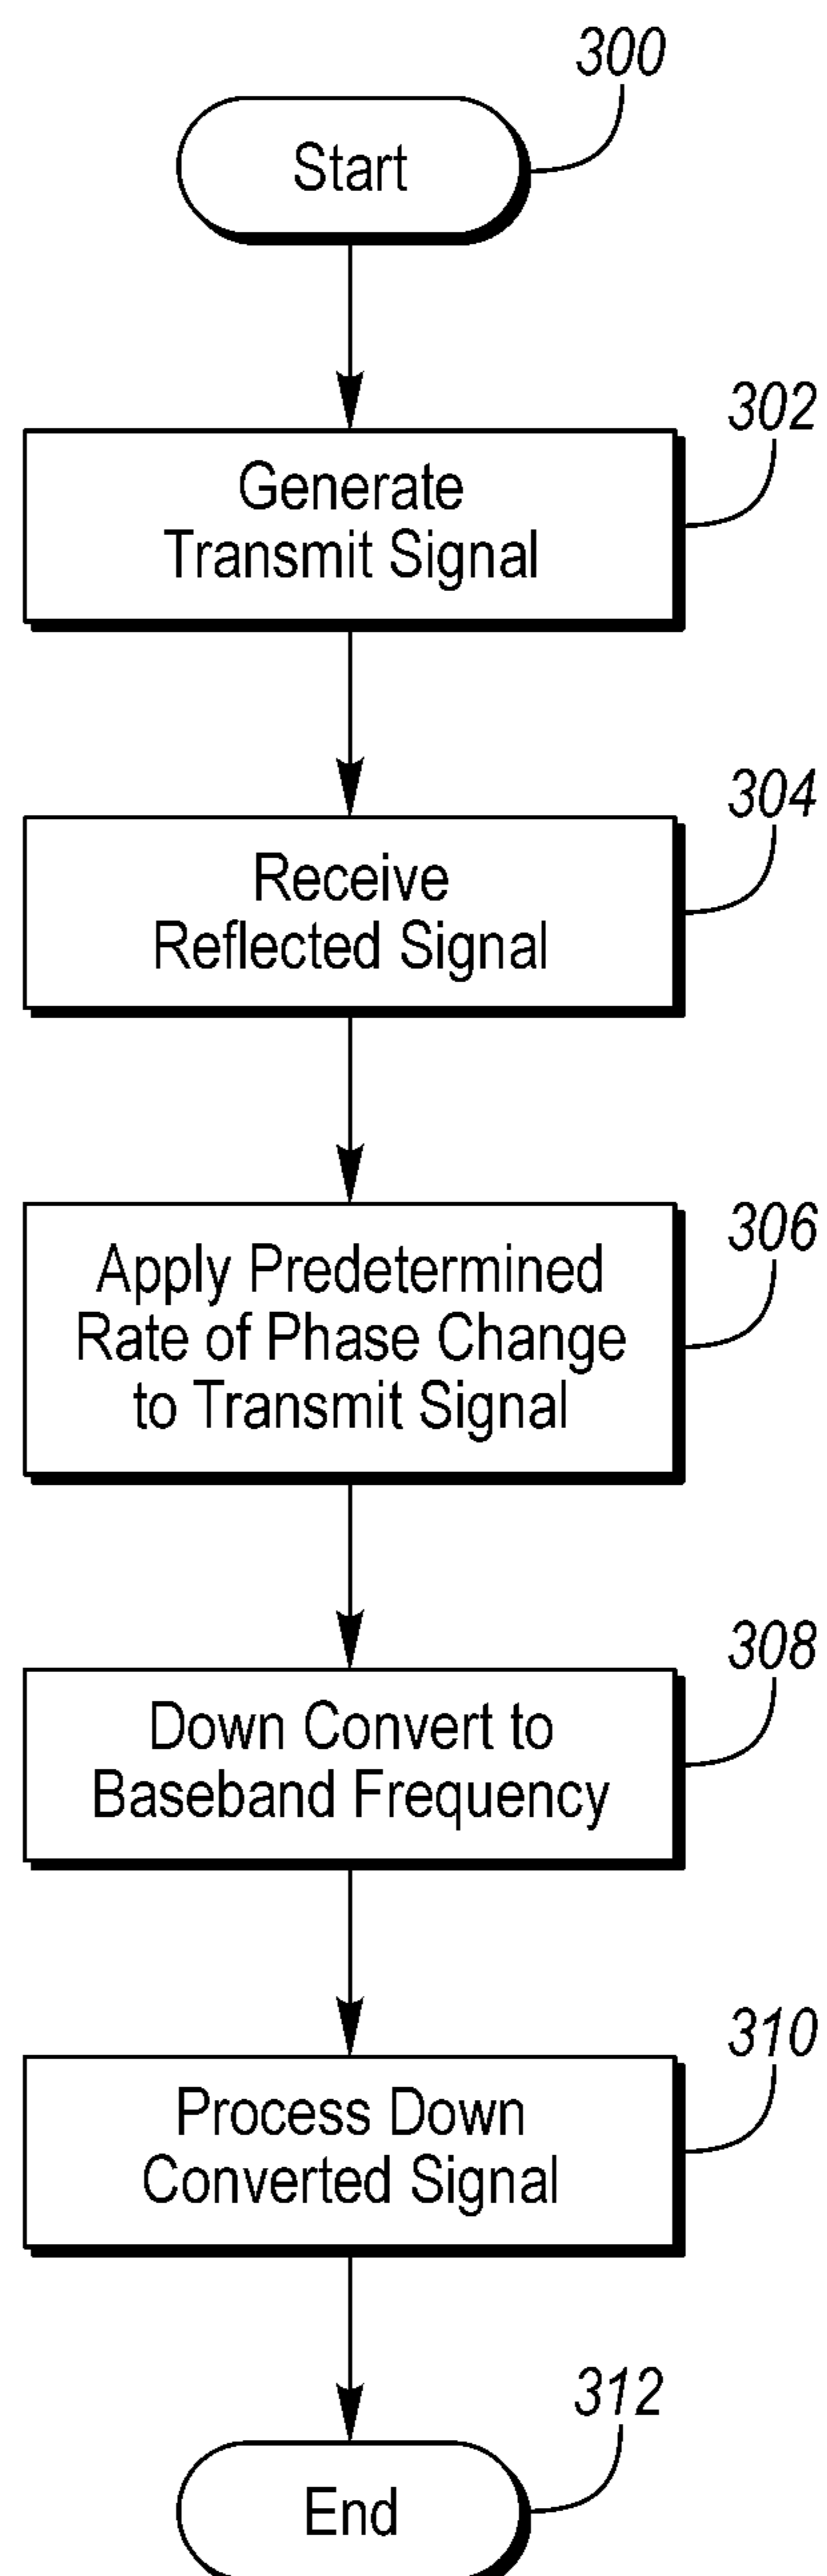 300
Start
302
Generate
Transmit Signal
304
Receive
Reflected Signal
306
Apply Predetermined
Rate of Phase Change
to Transmit Signal
308
Down Convert to
Baseband Frequency
310
Process Down
Converted Signal
312
End